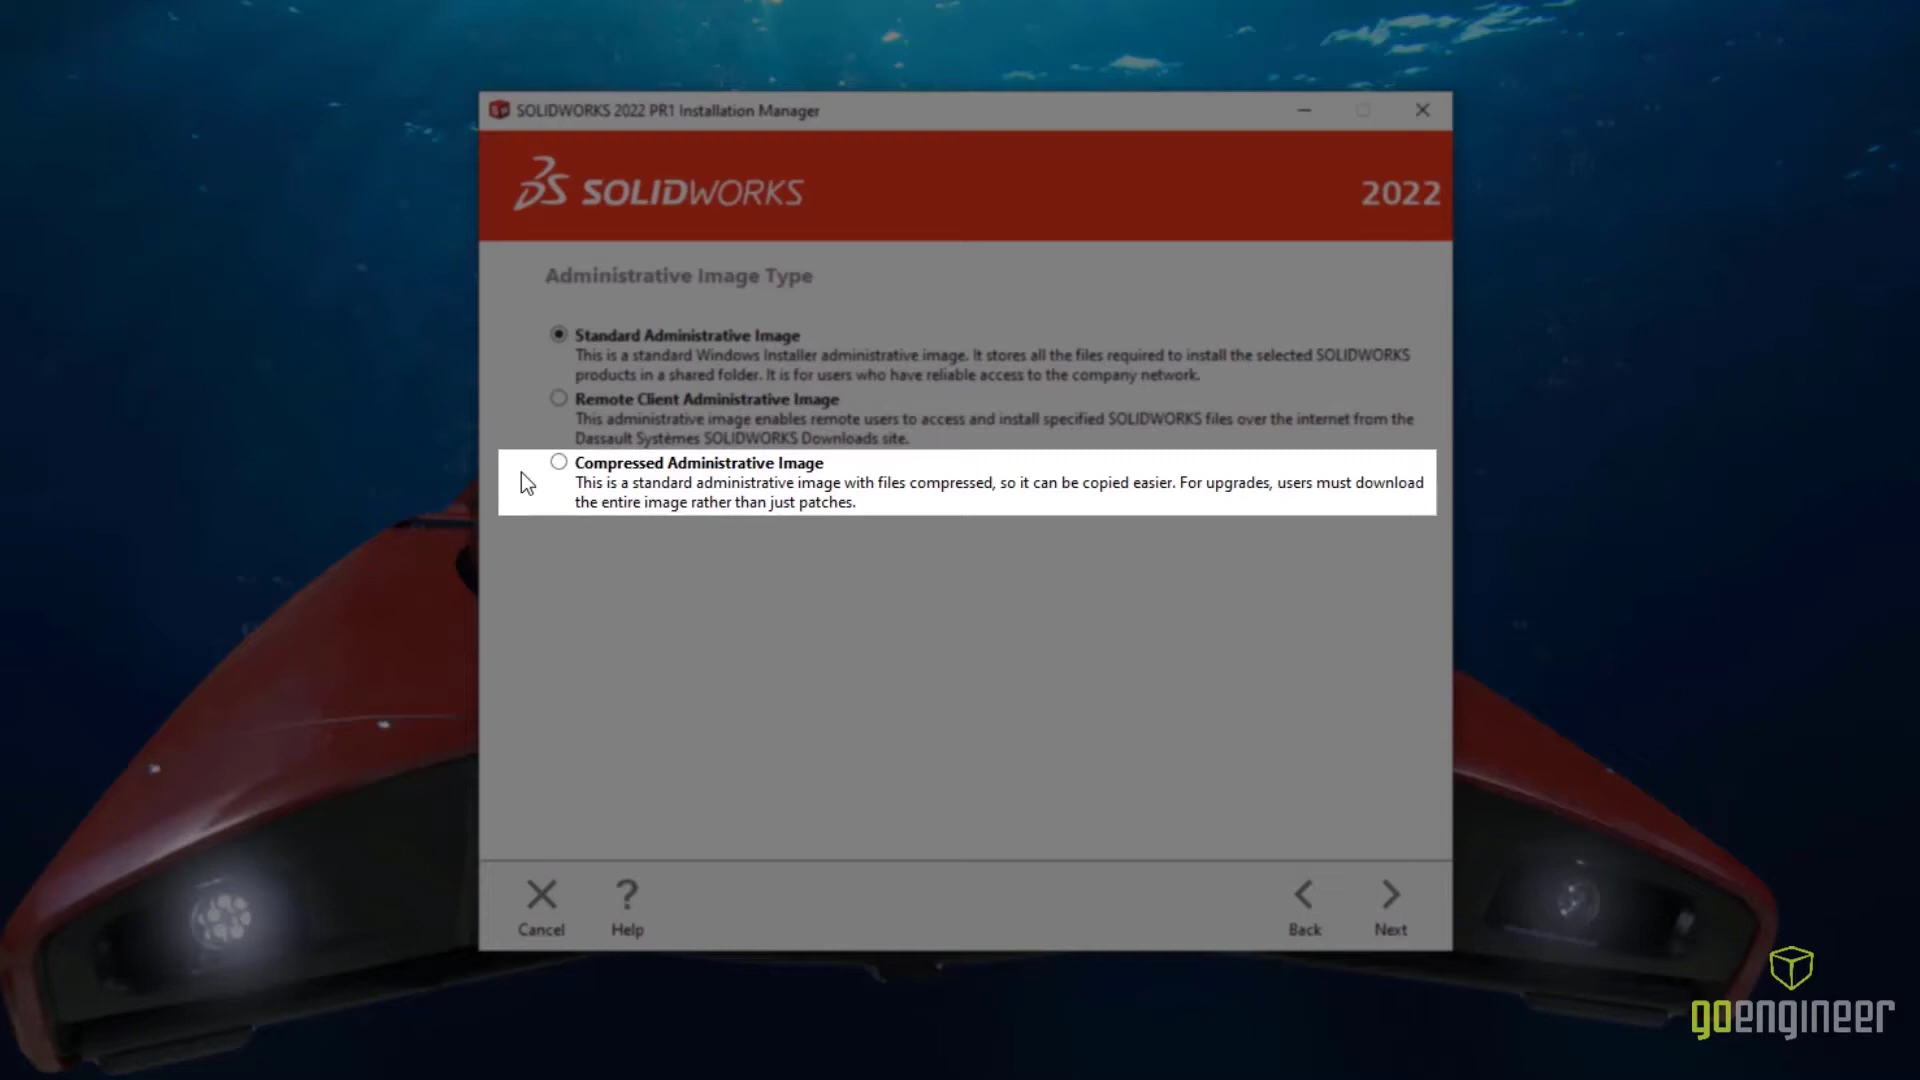 SOLIDWORKS 2022 PR1 Installation Manager
SOLIDWORKS
2022
Administrative Image Type
Standard Administrative Image
This is a standard Windows Installer administrative image. It stores all the files required to install the selected SOLIDWORKS
products in a shared folder. It is for users who have reliable access to the company network.
Remote Client Administrative Image
This administrative image enables remote users to access and install specified SOLIDWORKS files over the internet from the
Dassault Systèmes SOLIDWORKS Downloads site.
Compressed Administrative Image
This is a standard administrative image with files compressed, so it can be copied easier. For upgrades, users must download
the entire image rather than just patches.
Cancel
Help
Back
Next
goengineer